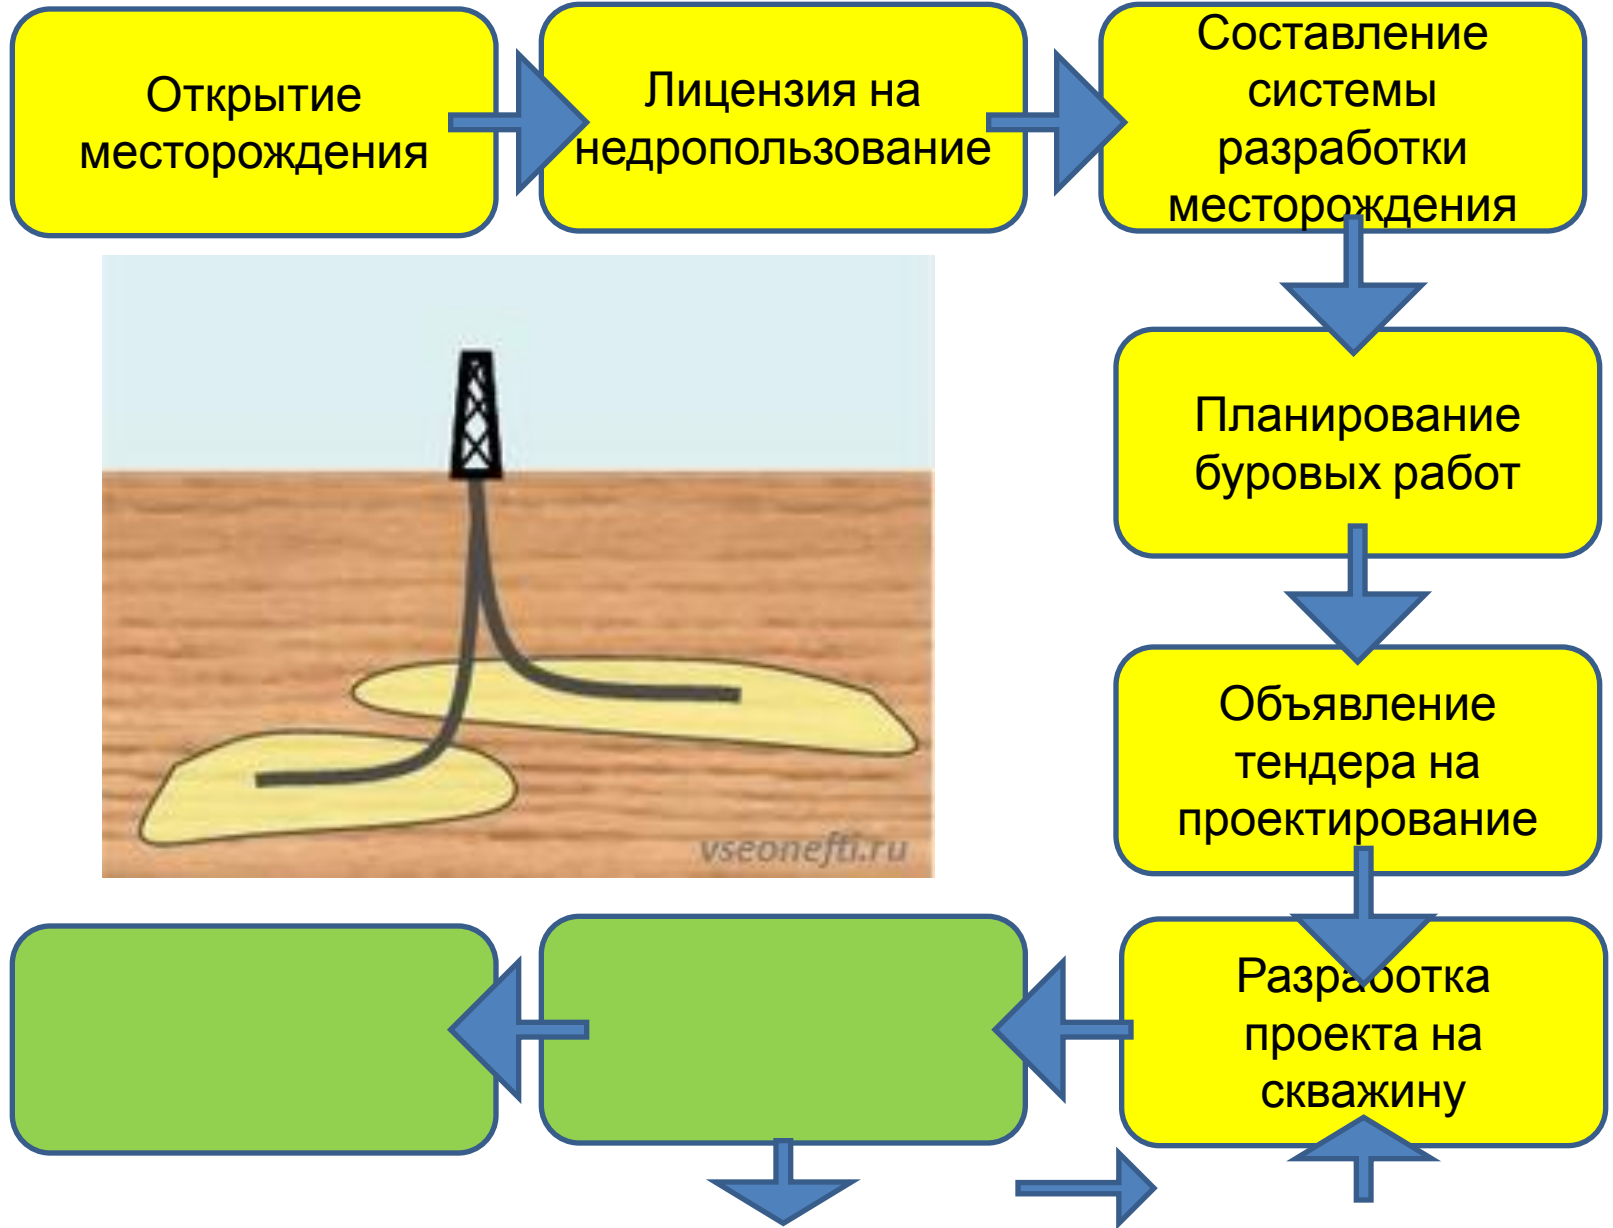 Открытие
месторождения
Лицензия на
недропользование
Составление
системы
разработки
месторождения
Планирование
буровых работ
Объявление
тендера на
проектирование
Разработка
проекта на
скважину
vseonefti.ru